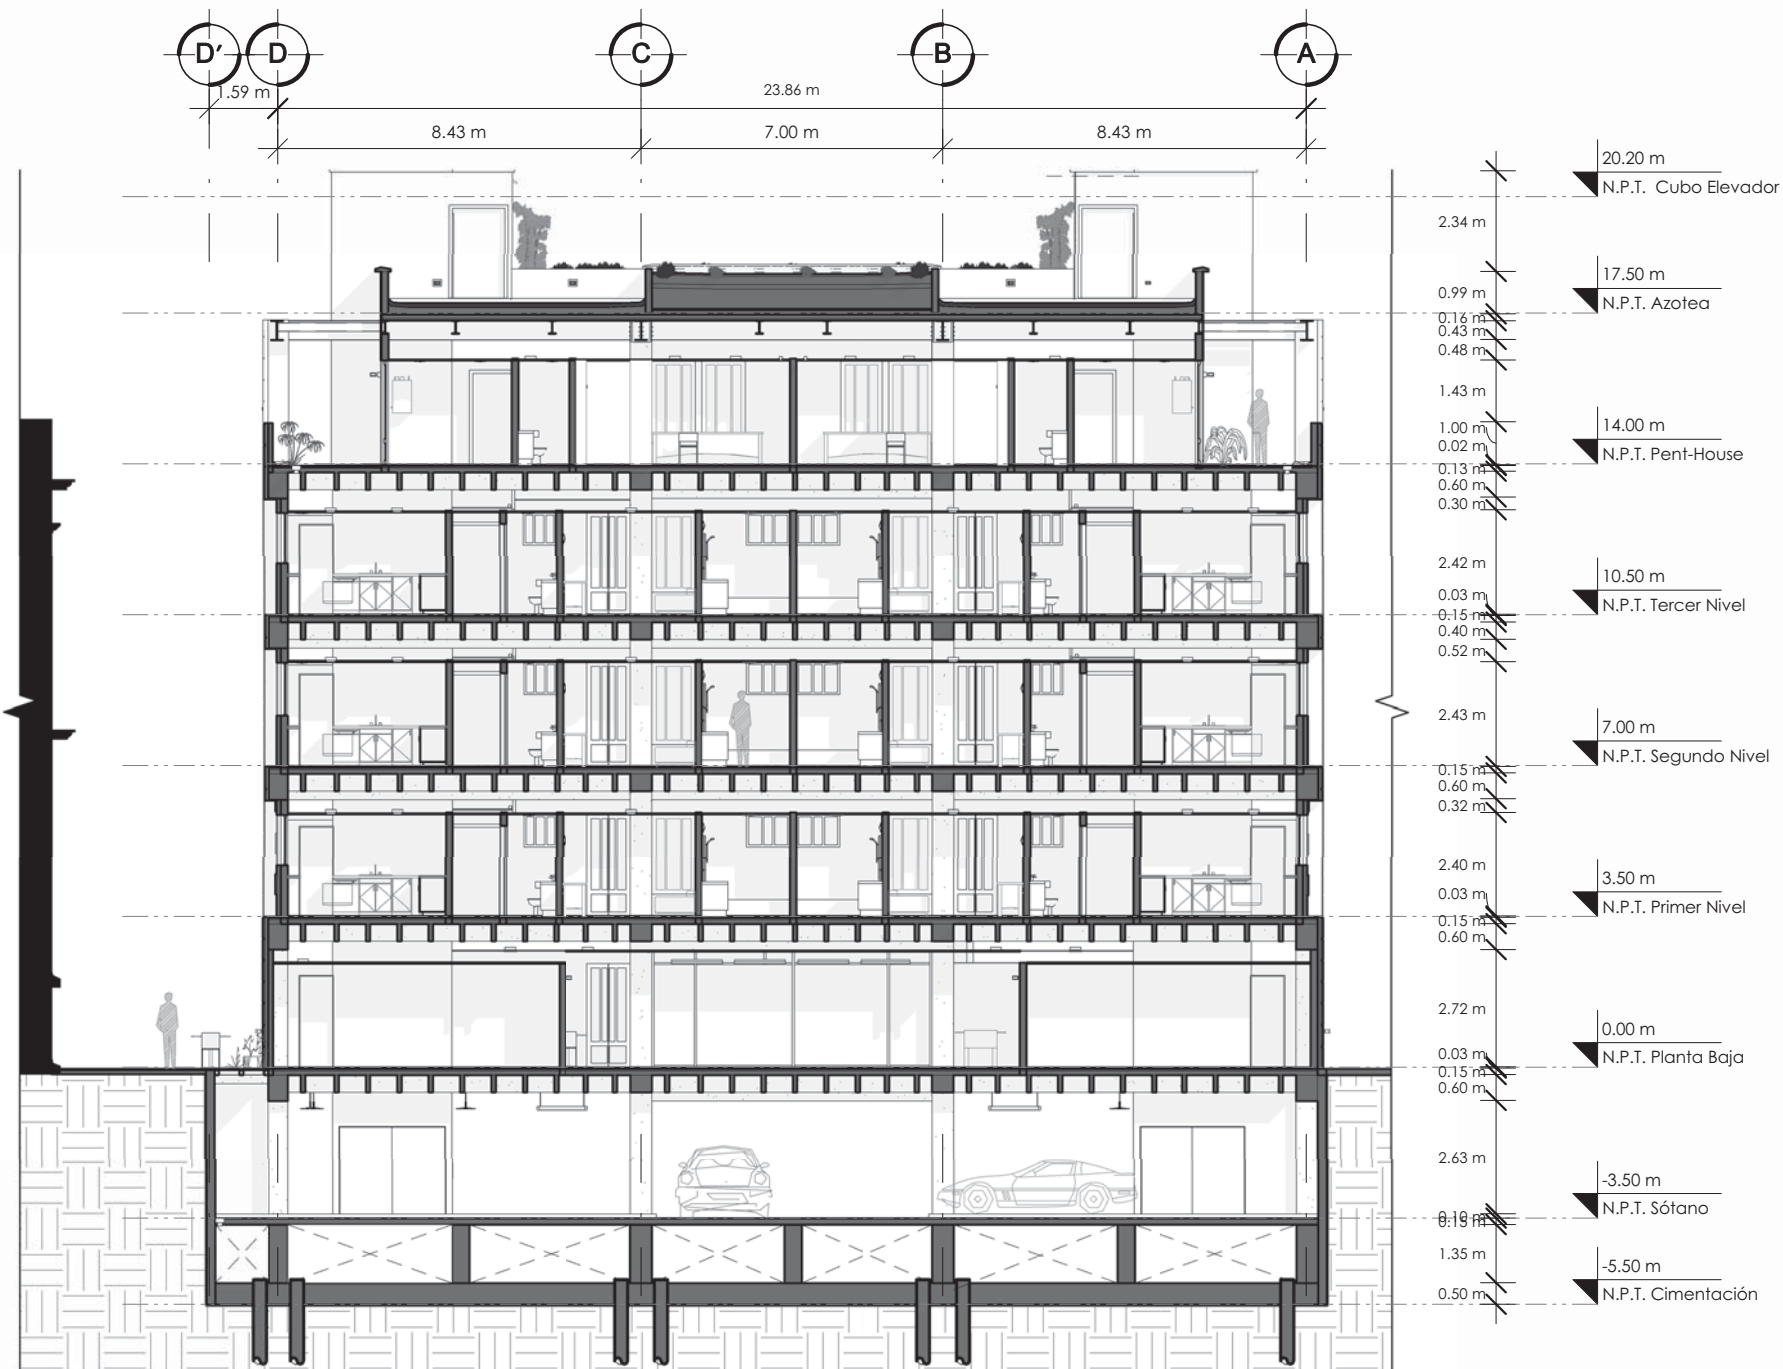 D' D C B A
1.59 m 23.86 m
8.43 m 7.00 m 8.43 m
20.20 m
N.P.T. Cubo Elevador
2.34 m
17.50 m
N.P.T. Azotea
0.99 m
0.16 m
0.43 m
0.48 m
1.43 m
14.00 m
N.P.T. Pent-House
1.00 m
0.02 m
0.13 m
0.60 m
0.30 m
2.42 m
10.50 m
N.P.T. Tercer Nivel
0.03 m
0.15 m
0.40 m
0.52 m
2.43 m
7.00 m
N.P.T. Segundo Nivel
0.15 m
0.60 m
0.32 m
2.40 m
3.50 m
N.P.T. Primer Nivel
0.03 m
0.15 m
0.60 m
2.72 m
0.00 m
N.P.T. Planta Baja
0.03 m
0.15 m
0.60 m
2.63 m
-3.50 m
N.P.T. Sótano
0.10 m
0.15 m
1.35 m
-5.50 m
N.P.T. Cimentación
0.50 m